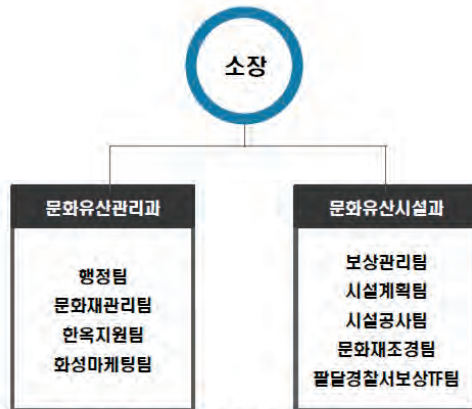 소장
문화유산관리과
행정팀
문화재관리팀
한옥지원팀
화성마케팅팀
문화유산시설과
보상관리팀
시설계획팀
시설공사팀
문화재조경팀
팔달경찰서보상TF팀